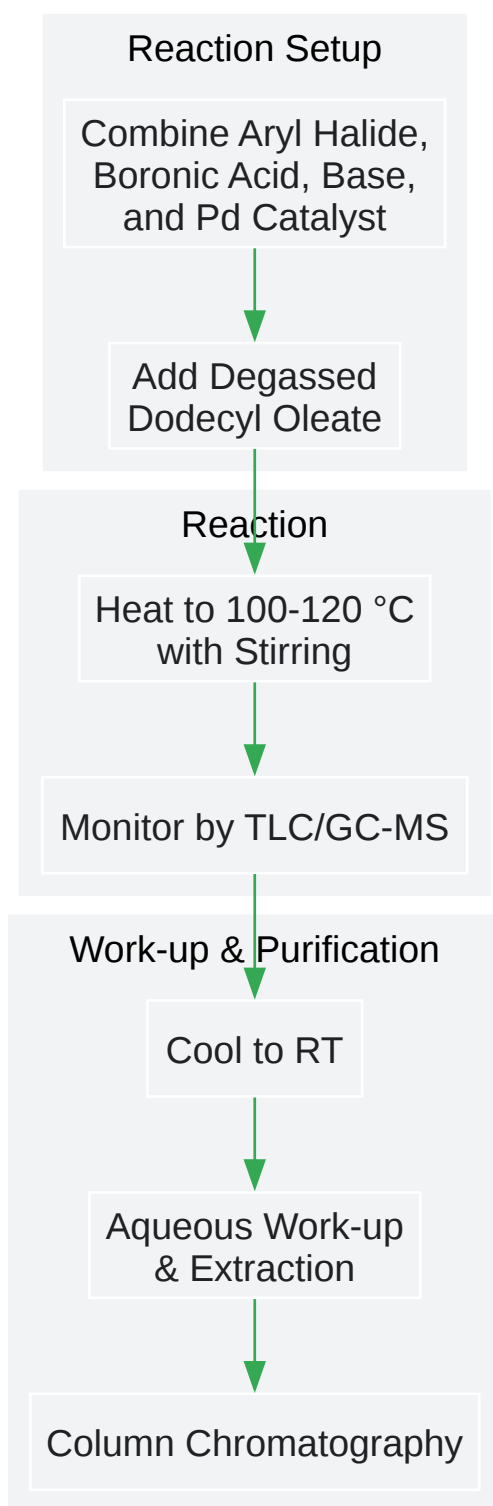 Reaction Setup
Combine Aryl Halide,
Boronic Acid, Base,
and Pd Catalyst
Add Degassed
Dodecyl Oleate
Reaction
Heat to 100-120 °C
with Stirring
Monitor by TLC/GC-MS
Work-up & Purification
Cool to RT
Aqueous Work-up
& Extraction
Column Chromatography